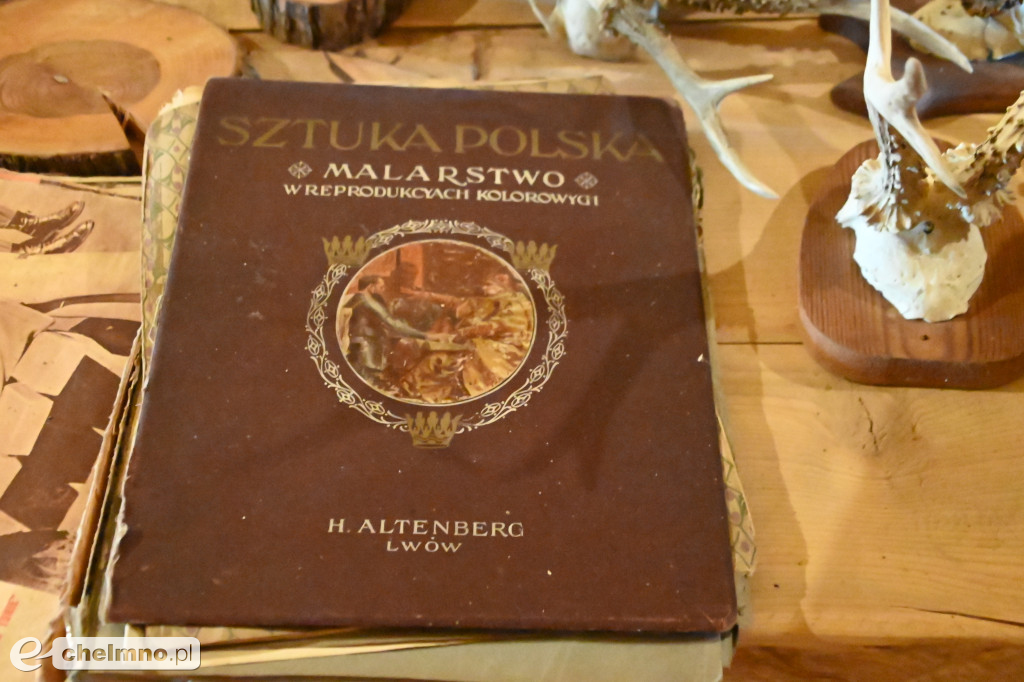 SZTUKA POLSKA
MALARSTWO
W REPRODUKCYACH KOLOROWYCH
H. ALTENBERG
LWÓW
e chelmno.pl